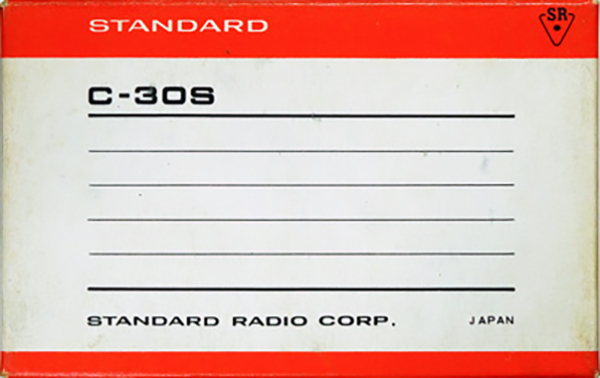 STANDARD
SR
C-30S
STANDARD RADIO CORP.
JAPAN